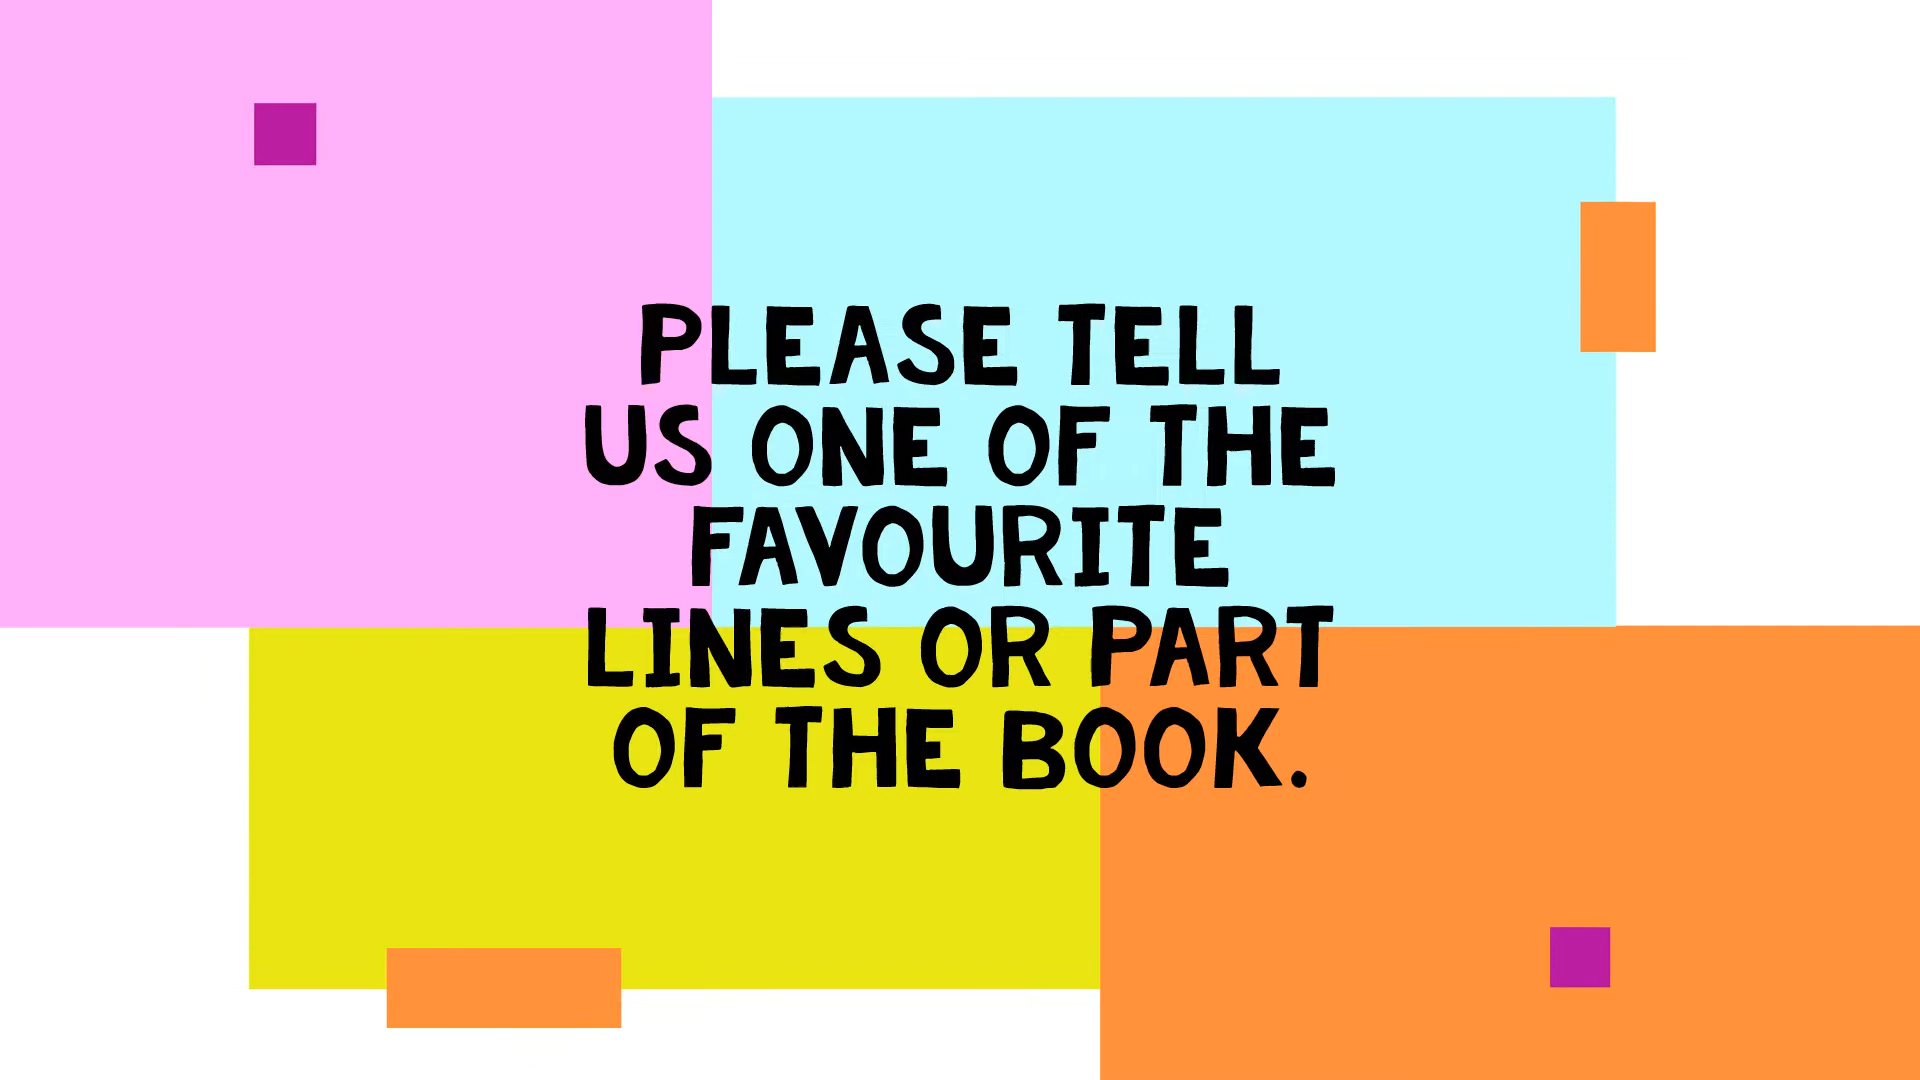 PLEASE TELL
US ONE OF THE
FAVOURITE
LINES OR PART
OF THE BOOK.